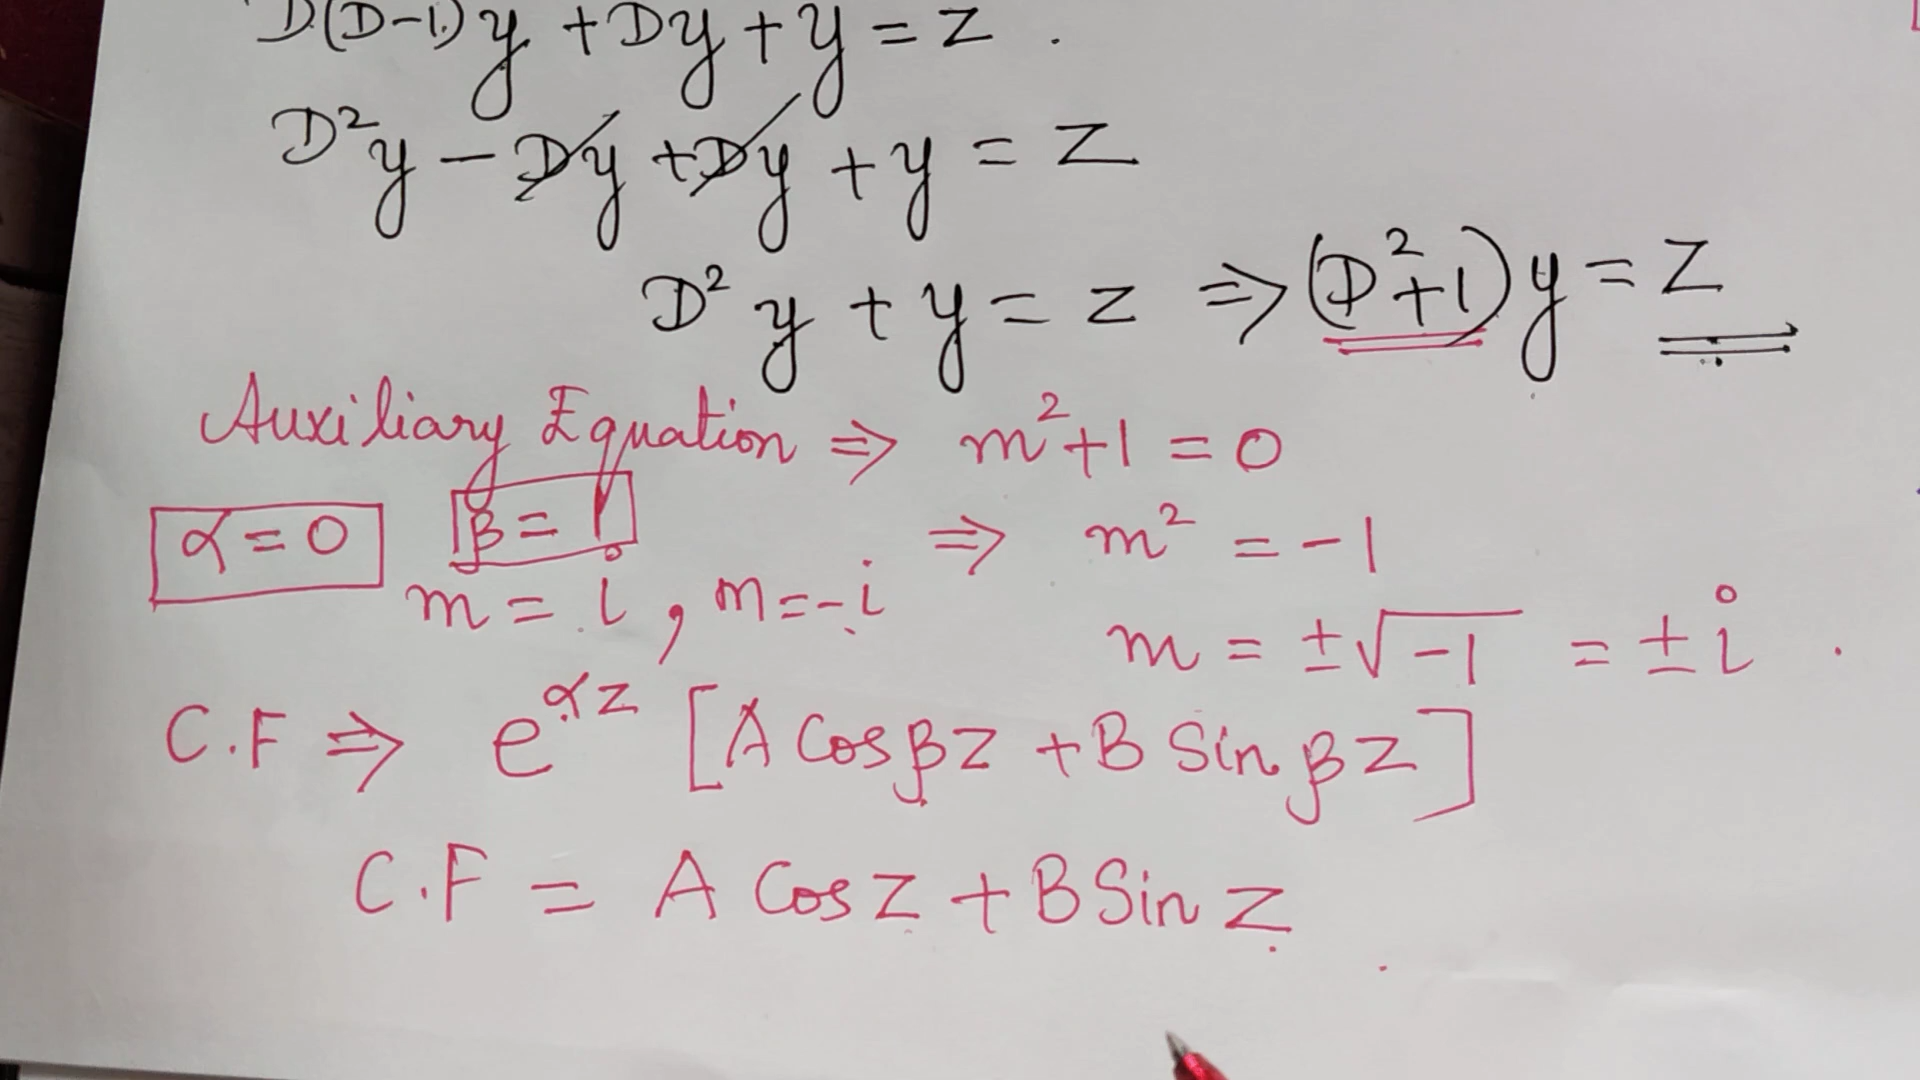 D(D-1)y + Dy + y = z .
D²y - Dy + Dy + y = z
D² y + y = z ⇒ (D²+1) y = z
Auxiliary Equation ⇒ m²+1 = 0
α = 0 β = 1 ⇒ m² = -1
m = i , m = -i m = ±√-1 = ± i .
C.F ⇒ e^αz [A Cos βz + B Sin βz]
C.F = A Cos z + B Sin z